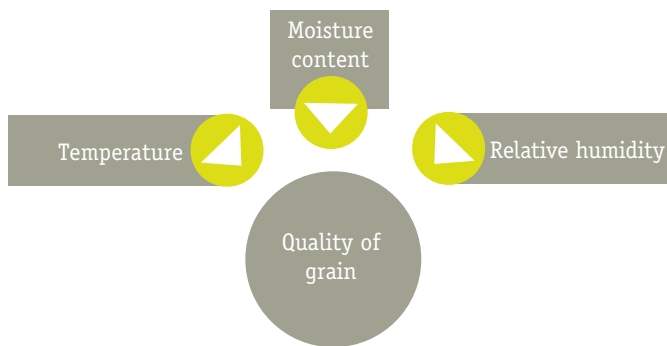 Moisture
content
Temperature
Relative humidity
Quality of
grain